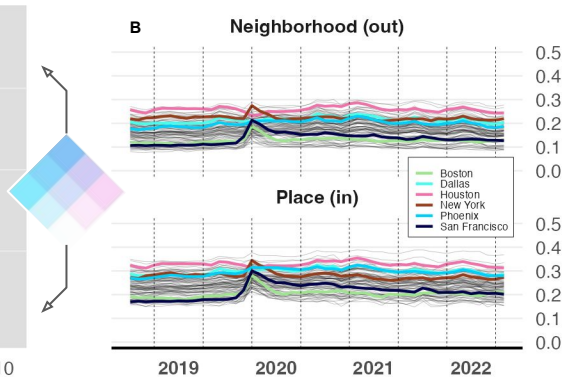 B
Neighborhood (out)
0.5
0.4
0.3
0.2
0.1
0.0
Boston
Dallas
Houston
New York
Phoenix
San Francisco
Place (in)
0.5
0.4
0.3
0.2
0.1
0.0
10
2019
2020
2021
2022